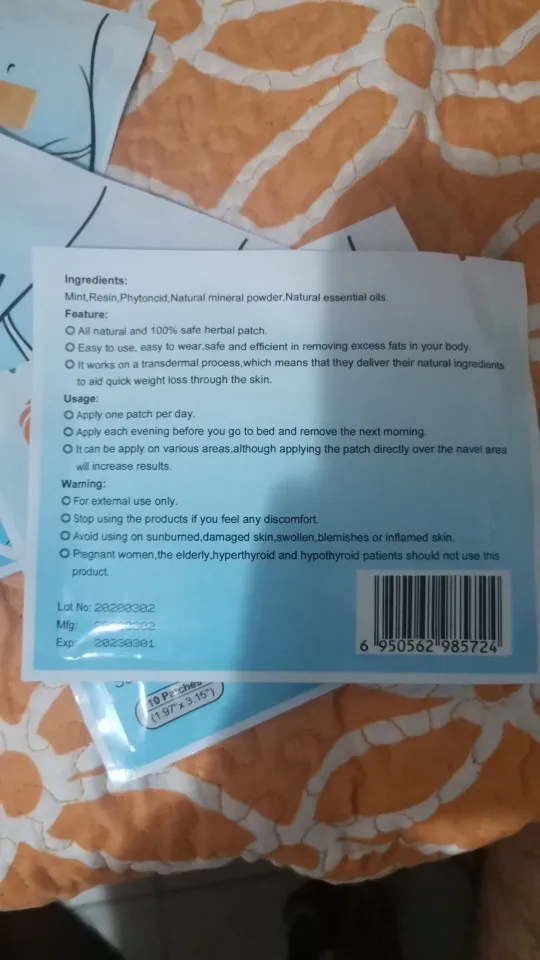 Ingredients:
Mint,Resin,Phytoncid,Natural mineral powder,Natural essential oils.
Feature:
All natural and 100% safe herbal patch.
Easy to use, easy to wear,safe and efficient in removing excess fats in your body.
It works on a transdermal process,which means that they deliver their natural ingredients
to aid quick weight loss through the skin.
Usage:
Apply one patch per day.
Apply each evening before you go to bed and remove the next morning.
It can be apply on various areas,although applying the patch directly over the navel area
will increase results.
Warning:
For external use only.
Stop using the products if you feel any discomfort.
Avoid using on sunburned,damaged skin,swollen,blemishes or inflamed skin.
Pregnant women,the elderly,hyperthyroid and hypothyroid patients should not use this
product.
Lot No: 20200302
Mfg:
Exp: 20230301
6 950562 985724
10 Patches
(1.97"x 3.15")